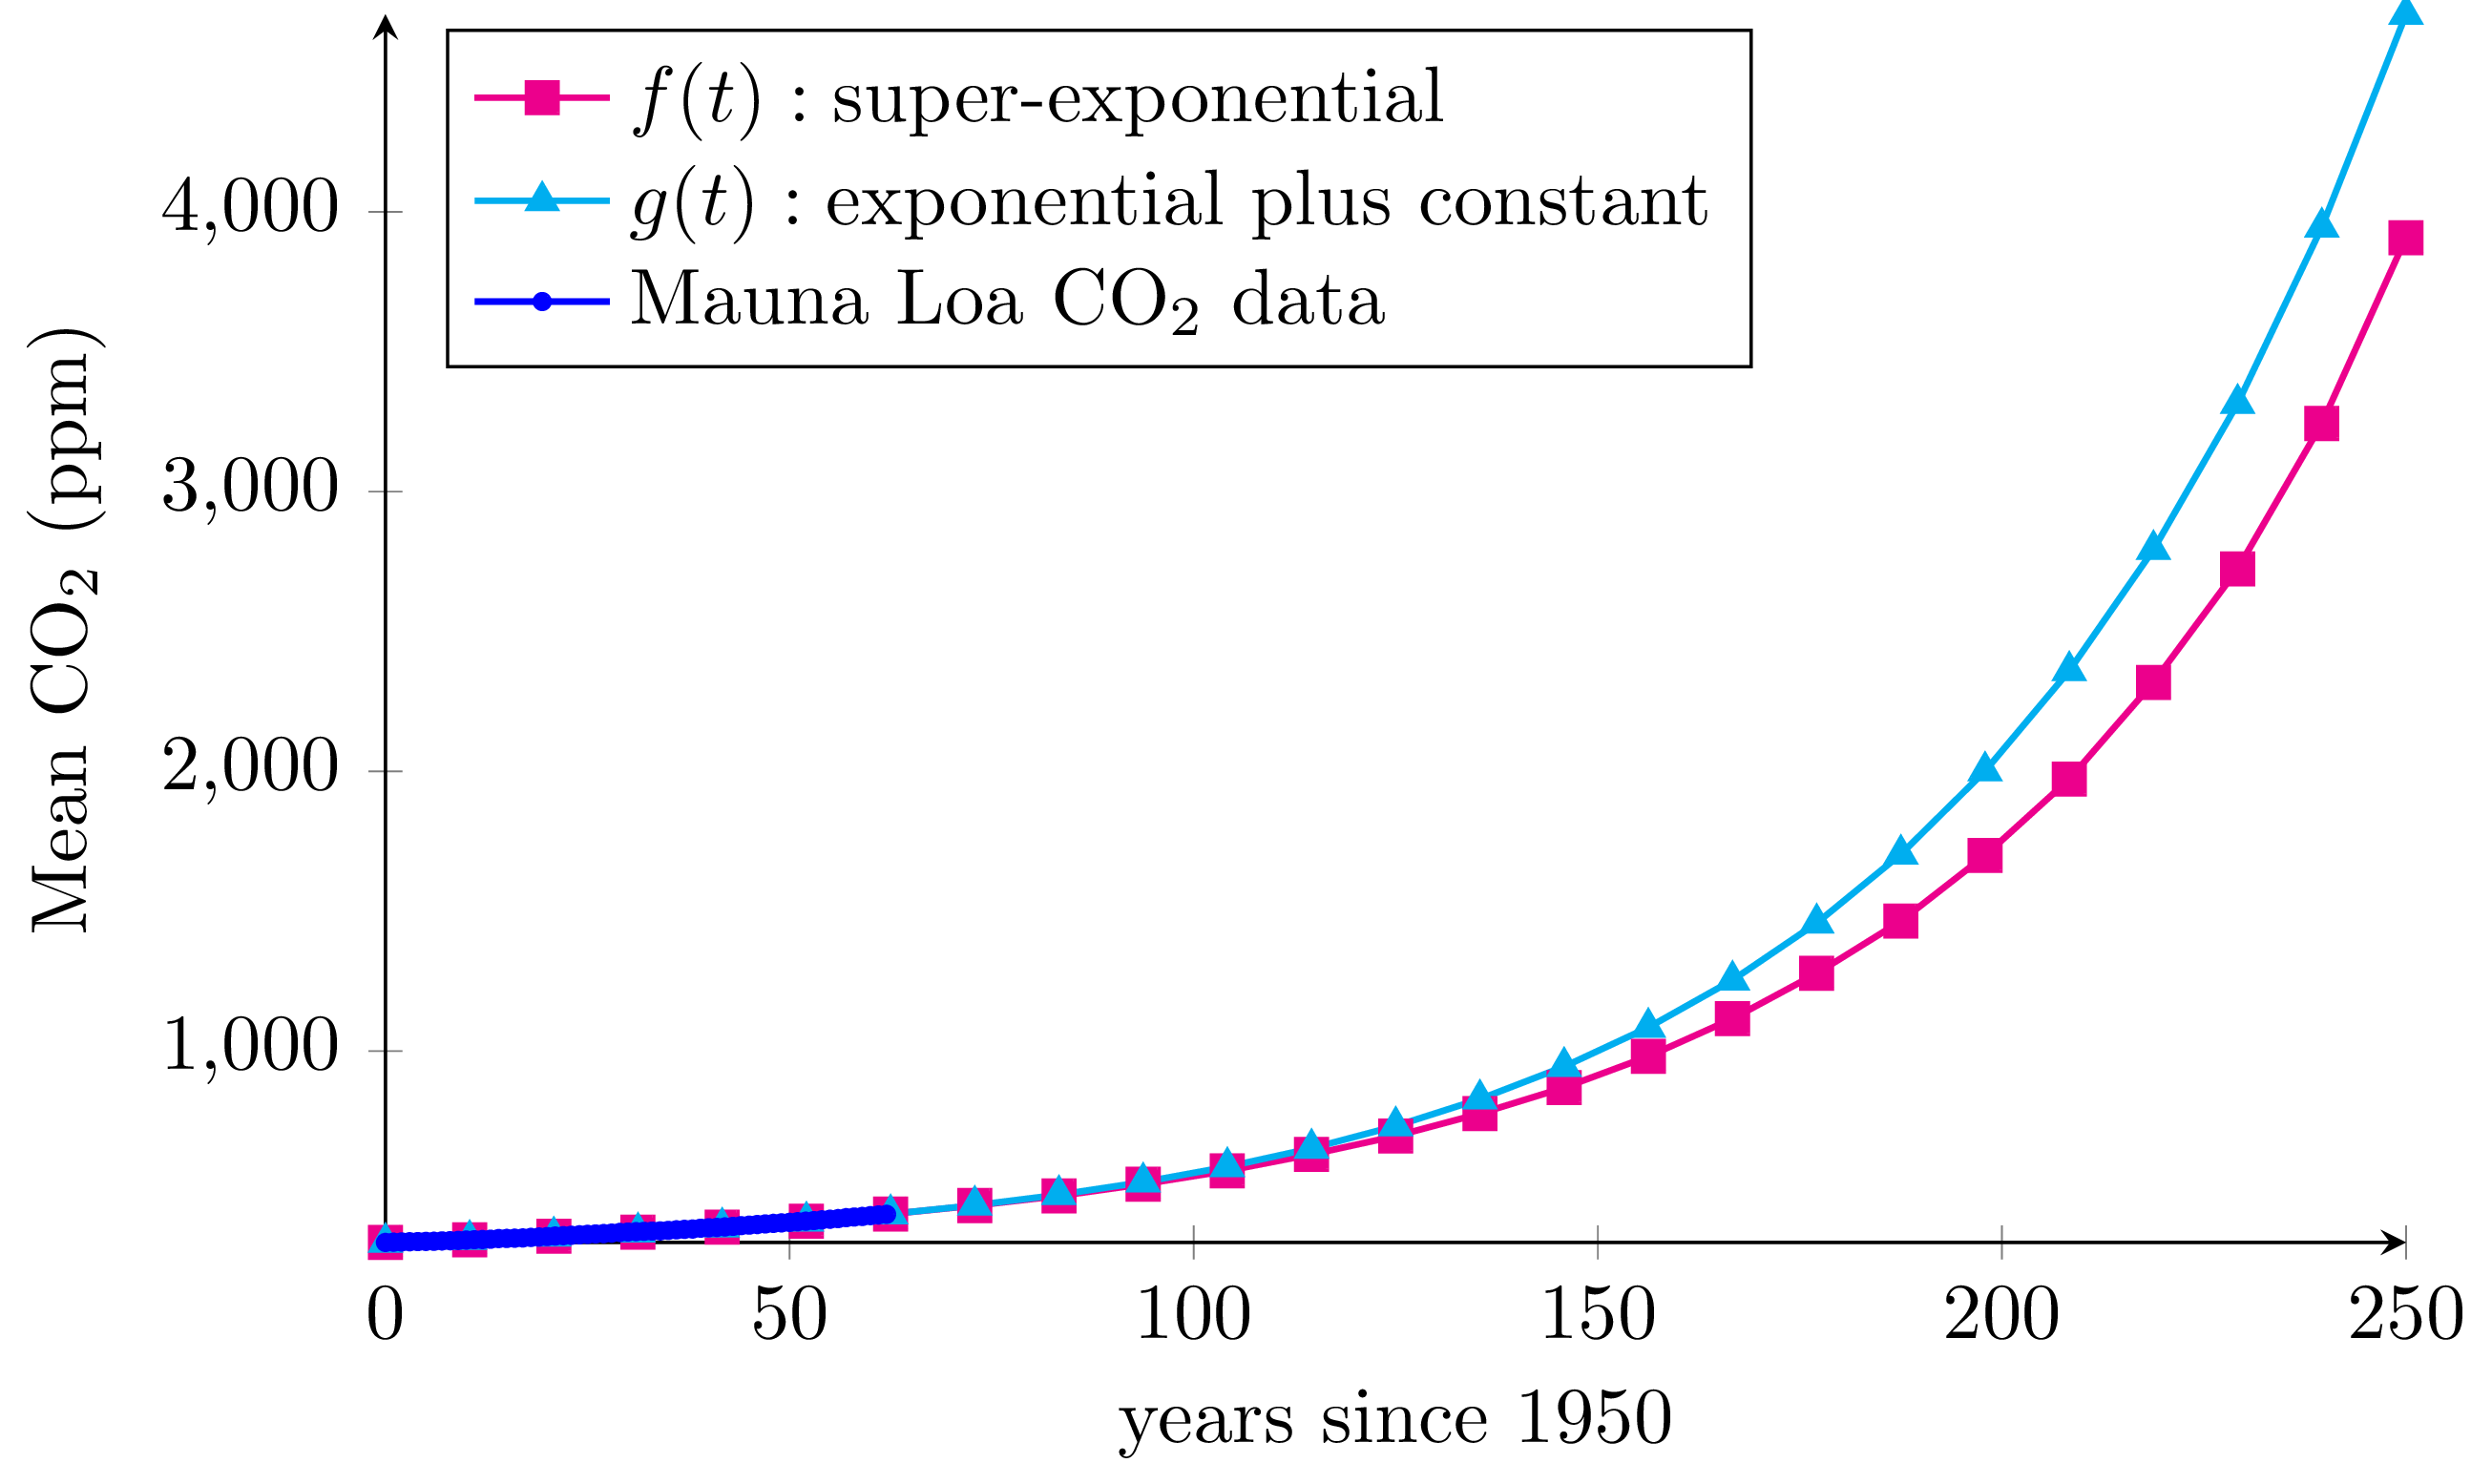 f(t) : super-exponential
g(t) : exponential plus constant
Mauna Loa CO₂ data
4,000
3,000
2,000
1,000
Mean CO₂ (ppm)
0 50 100 150 200 250
years since 1950